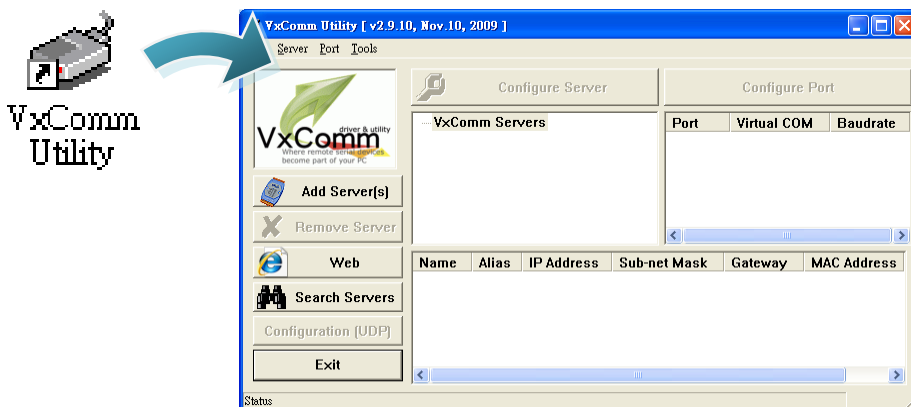 VxComm
Utility
VxComm Utility [ v2.9.10, Nov.10, 2009 ]
Server Port Tools
VxComm
driver & utility
Where remote serial devices
become part of your PC
Add Server(s)
Remove Server
Web
Search Servers
Configuration (UDP)
Exit
Configure Server
VxComm Servers
Configure Port
Port Virtual COM Baudrate
Name Alias IP Address Sub-net Mask Gateway MAC Address
Status